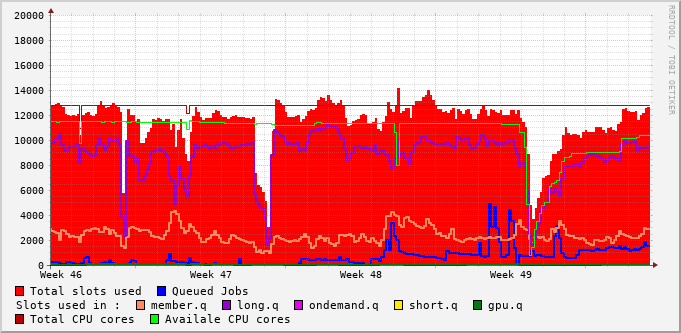 20000
18000
16000
14000
12000
10000
8000
6000
4000
2000
0
Week 46 Week 47 Week 48 Week 49
RRDTOOL / TOBI OETIKER
Total slots used Queued Jobs
Slots used in : member.q long.q ondemand.q short.q gpu.q
Total CPU cores Availale CPU cores